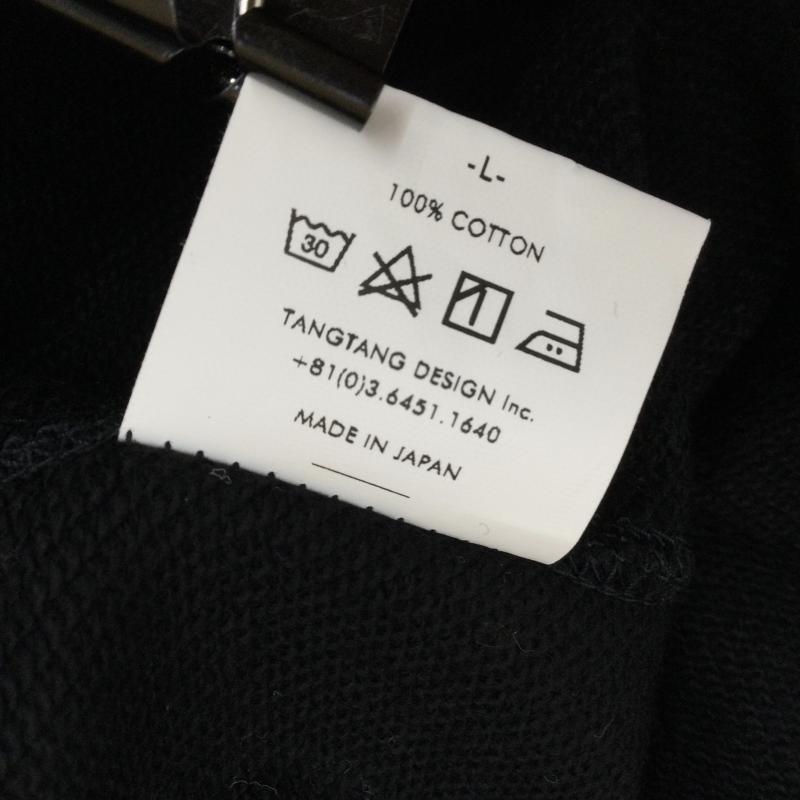 -L-
100% COTTON
30
TANGTANG DESIGN Inc.
+81(0)3.6451.1640
MADE IN JAPAN